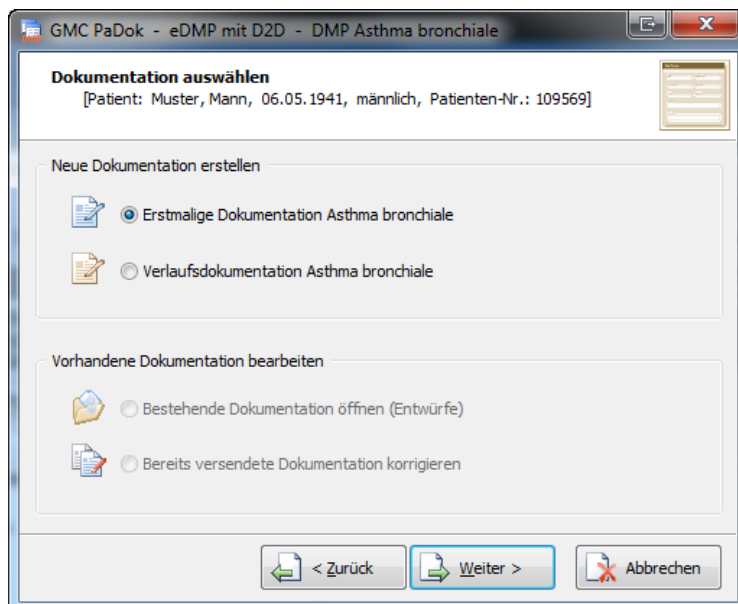 GMC PaDok - eDMP mit D2D - DMP Asthma bronchiale
Dokumentation auswählen
[Patient: Muster, Mann, 06.05.1941, männlich, Patienten-Nr.: 109569]
Neue Dokumentation erstellen
Erstmalige Dokumentation Asthma bronchiale
Verlaufsdokumentation Asthma bronchiale
Vorhandene Dokumentation bearbeiten
Bestehende Dokumentation öffnen (Entwürfe)
Bereits versendete Dokumentation korrigieren
< Zurück
Weiter >
Abbrechen